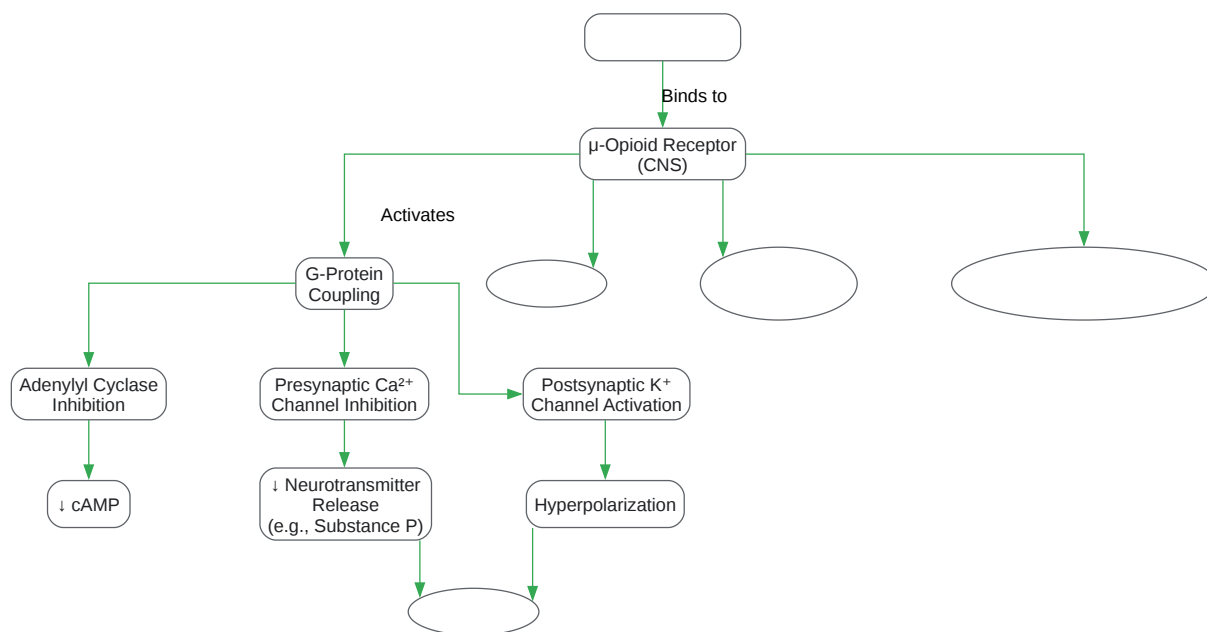 Binds to
µ-Opioid Receptor
(CNS)
Activates
G-Protein
Coupling
Adenylyl Cyclase
Inhibition
Presynaptic Ca²⁺
Channel Inhibition
Postsynaptic K⁺
Channel Activation
↓ cAMP
↓ Neurotransmitter
Release
(e.g., Substance P)
Hyperpolarization